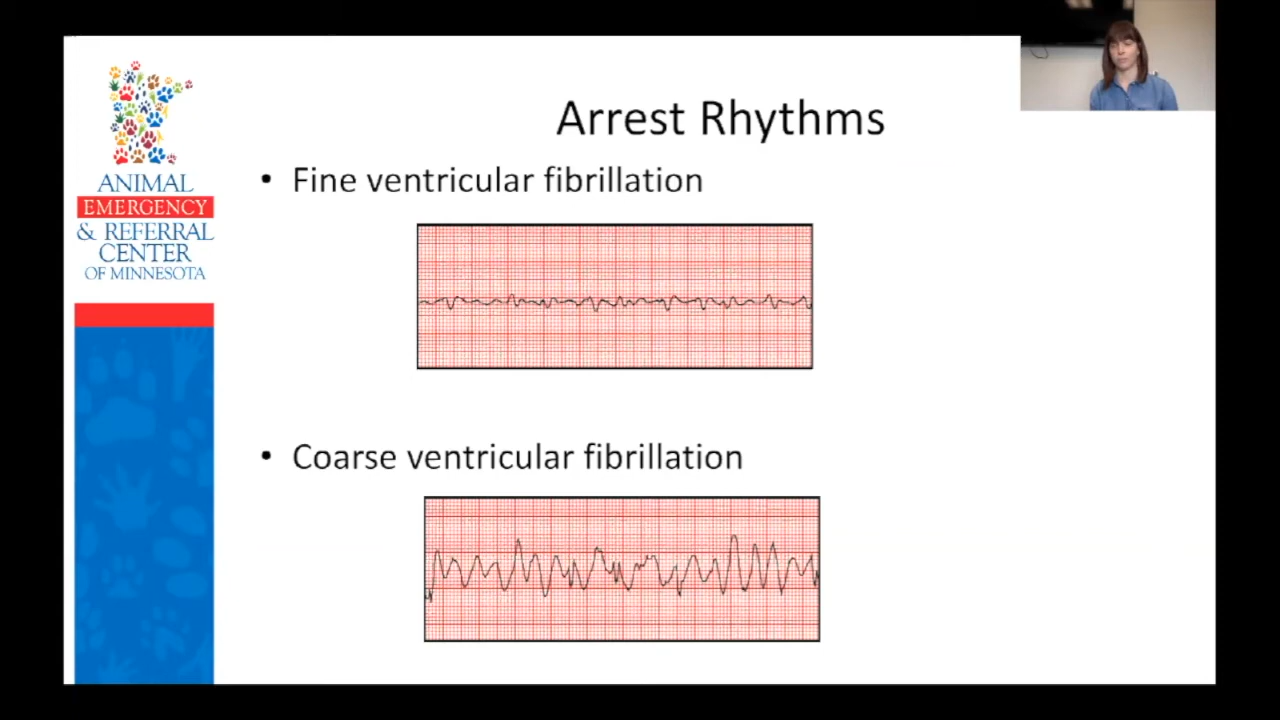 Arrest Rhythms
• Fine ventricular fibrillation
• Coarse ventricular fibrillation
ANIMAL
EMERGENCY
& REFERRAL
CENTER
OF MINNESOTA